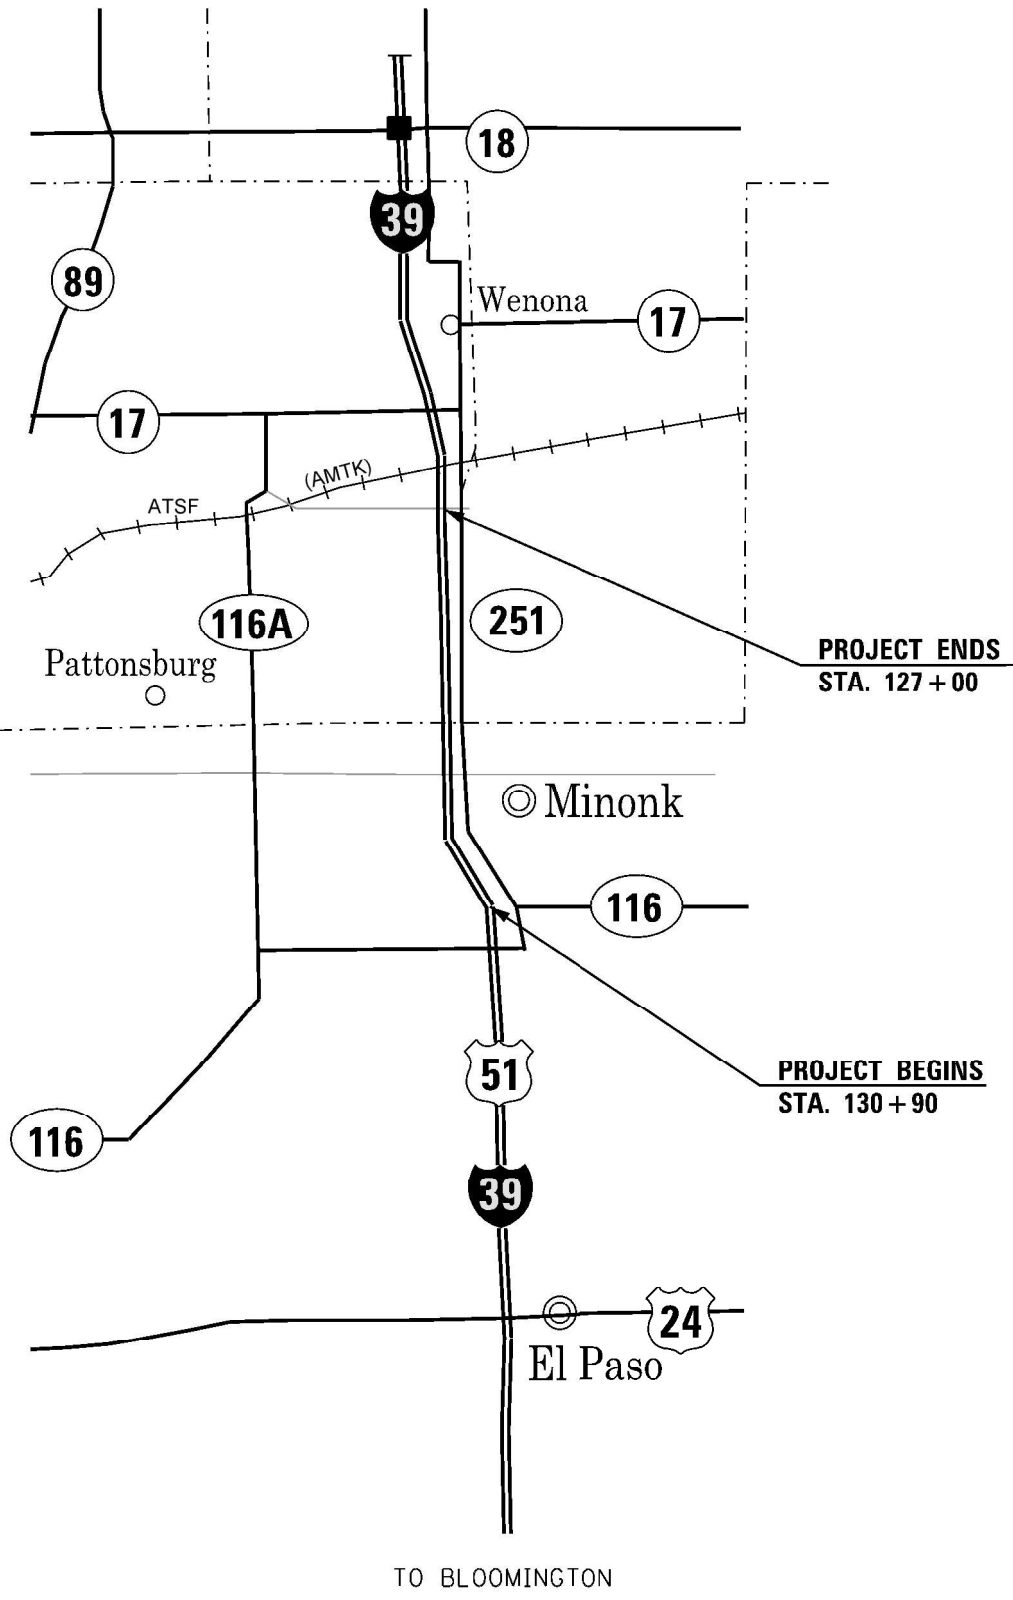 18
39
89
Wenona
17
17
(AMTK)
ATSF
116A
251
PROJECT ENDS
STA. 127+00
Pattonsburg
Minonk
116
51
PROJECT BEGINS
STA. 130+90
116
39
24
El Paso
TO BLOOMINGTON